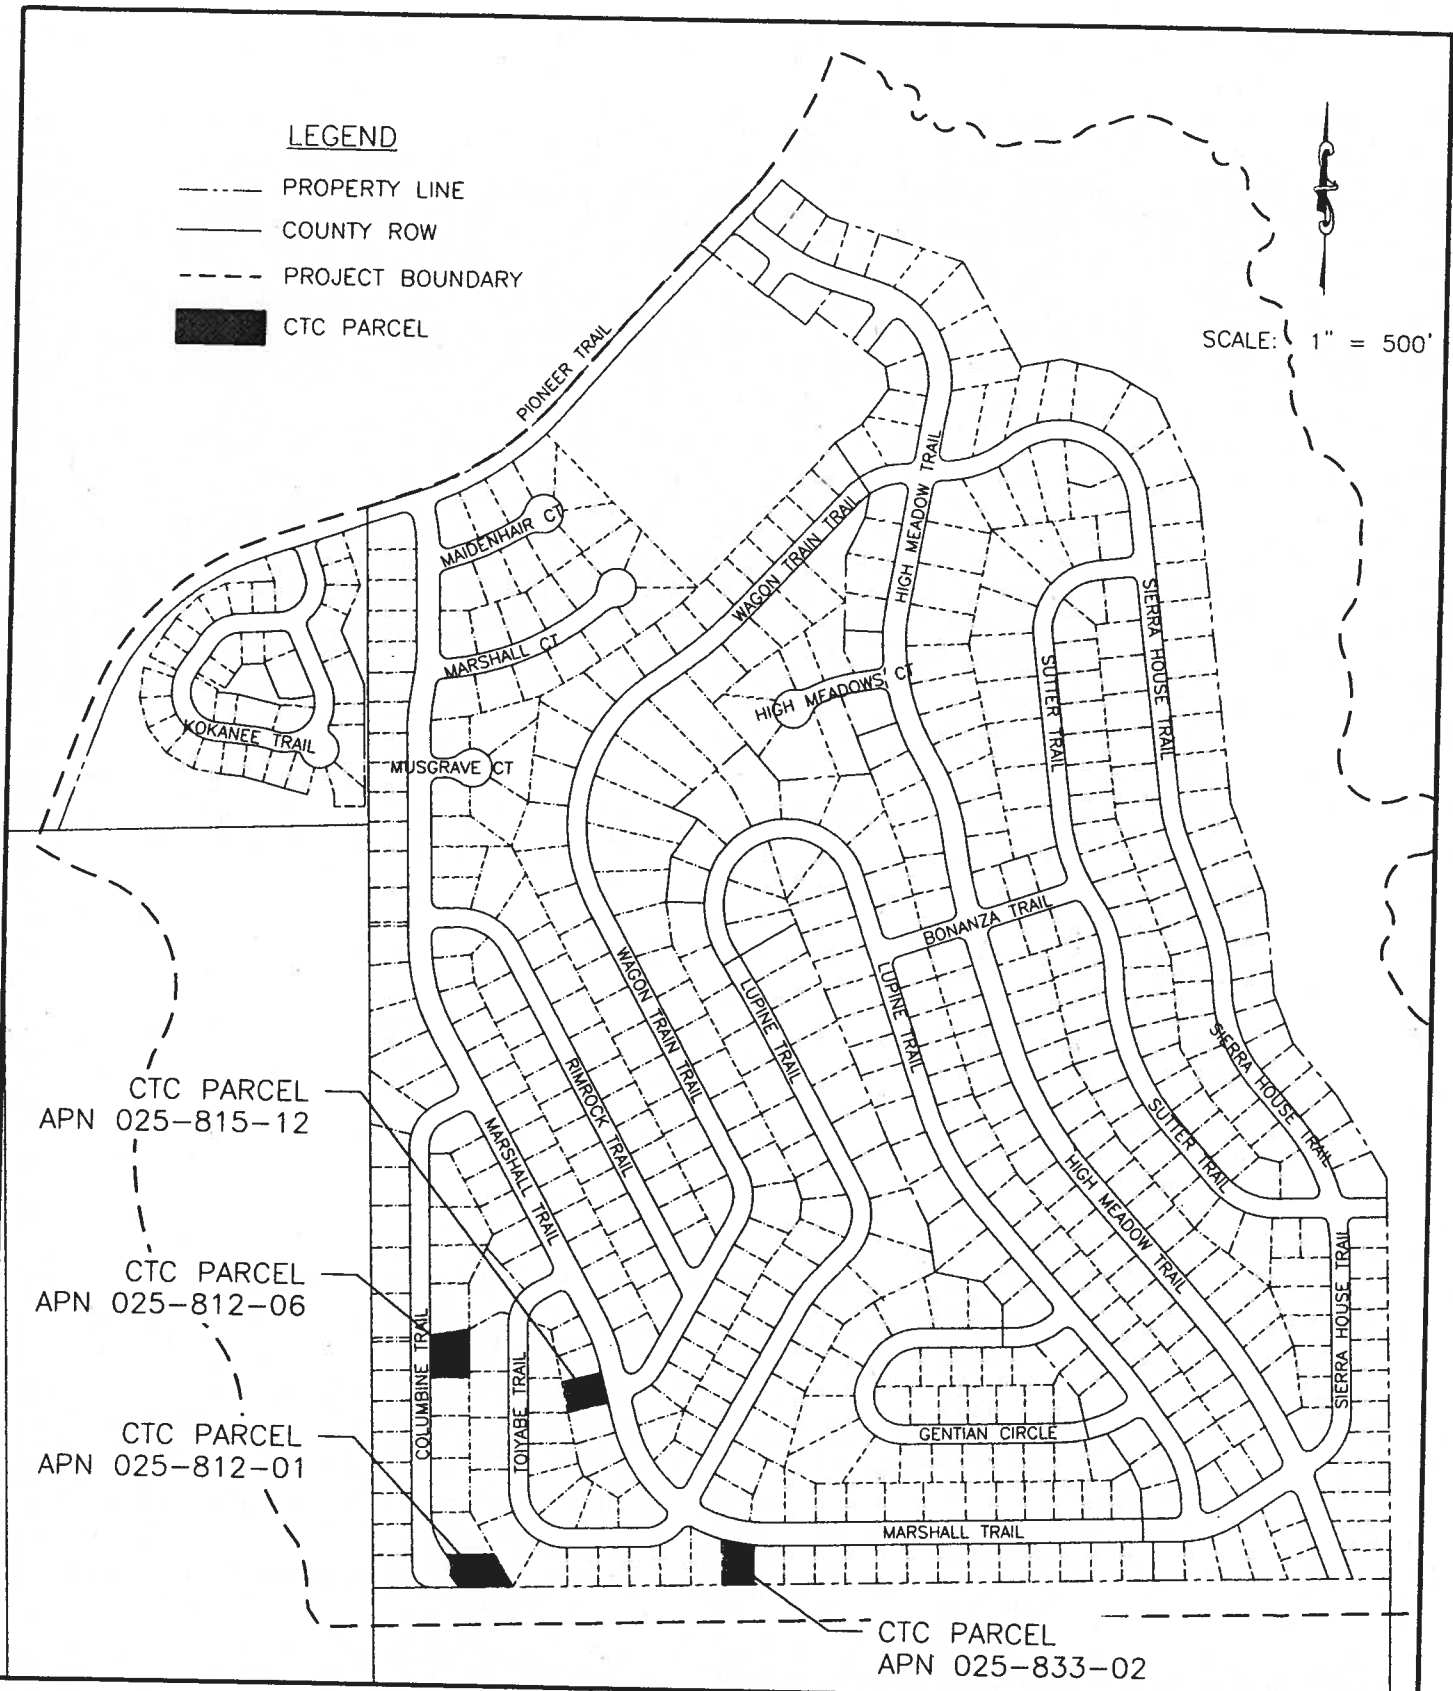 LEGEND
PROPERTY LINE
COUNTY ROW
PROJECT BOUNDARY
CTC PARCEL
SCALE: 1" = 500'
PIONEER TRAIL
MAIDENHAIR CT
MARSHALL CT
MUSGRAVE CT
KOKANEE TRAIL
WAGON TRAIN TRAIL
HIGH MEADOW TRAIL
HIGH MEADOW TRAIL
HIGH MEADOWS CT
SIERRA HOUSE TRAIL
SUTTER TRAIL
BONANZA TRAIL
WAGON TRAIN TRAIL
LUPINE TRAIL
LUPINE TRAIL
RIMROCK TRAIL
MARSHALL TRAIL
SIERRA HOUSE TRAIL
SUTTER TRAIL
HIGH MEADOW TRAIL
SIERRA HOUSE TRAIL
CTC PARCEL
APN 025-815-12
CTC PARCEL
APN 025-812-06
COLUMBINE TRAIL
TOIYABE TRAIL
GENTIAN CIRCLE
CTC PARCEL
APN 025-812-01
MARSHALL TRAIL
CTC PARCEL
APN 025-833-02